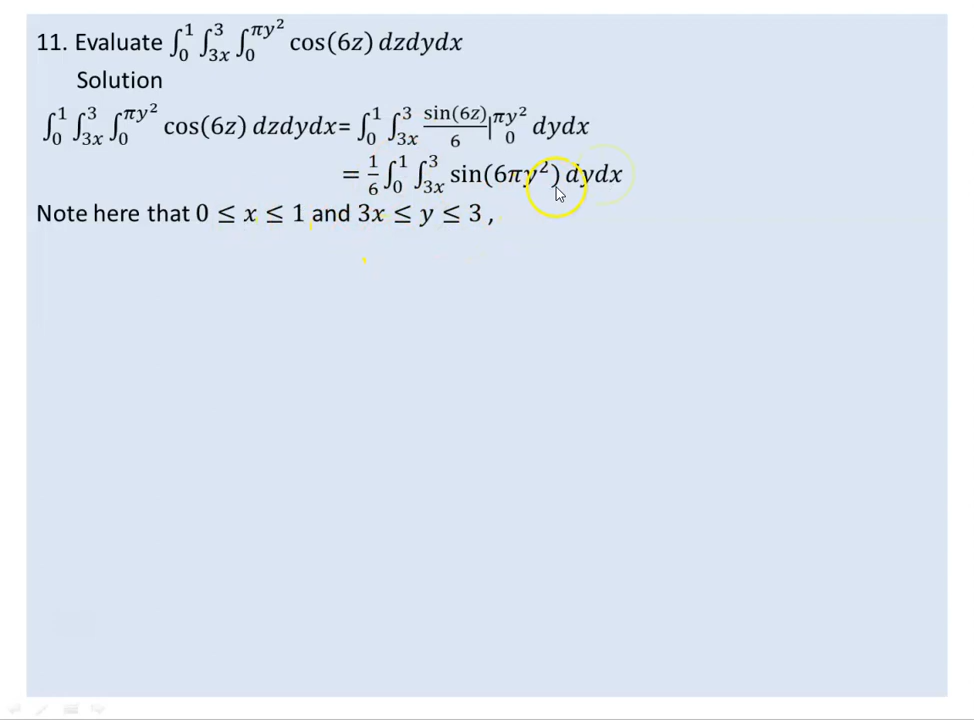 11. Evaluate ∫₀¹ ∫₃ₓ³ ∫₀^{πy²} cos(6z) dzdydx
Solution
∫₀¹ ∫₃ₓ³ ∫₀^{πy²} cos(6z) dzdydx= ∫₀¹ ∫₃ₓ³ sin(6z)/6 |₀^{πy²} dydx
= 1/6 ∫₀¹ ∫₃ₓ³ sin(6πy²) dydx
Note here that 0 ≤ x ≤ 1 and 3x ≤ y ≤ 3 ,